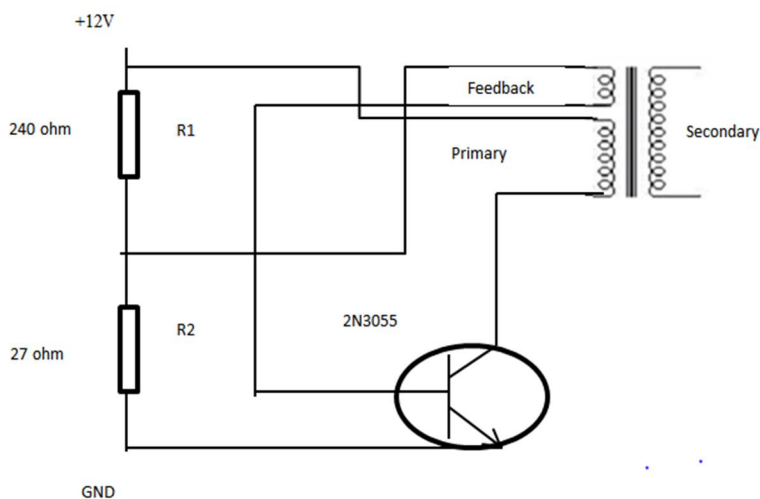 +12V
Feedback
240 ohm
R1
Secondary
Primary
2N3055
R2
27 ohm
GND